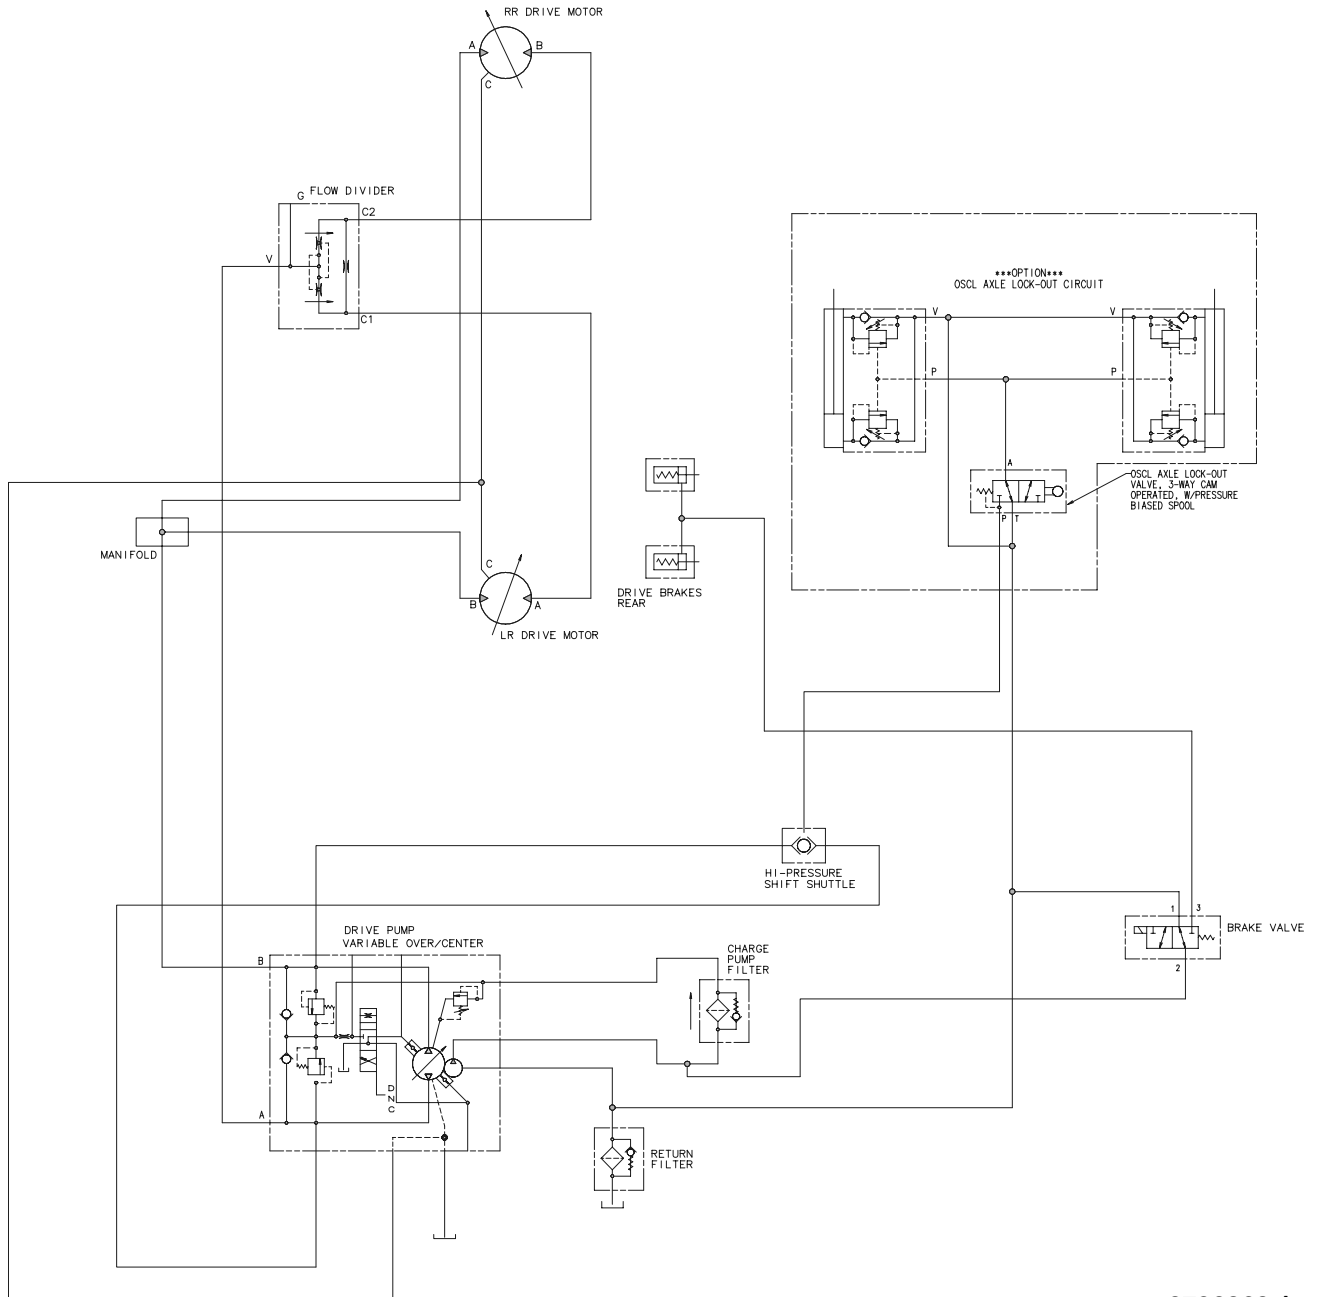 RR DRIVE MOTOR
A
B
C
G
FLOW DIVIDER
C2
V
C1
***OPTION***
OSCL AXLE LOCK-OUT CIRCUIT
V
V
P
P
A
OSCL AXLE LOCK-OUT
VALVE, 3-WAY CAM
OPERATED, W/PRESSURE
BIASED SPOOL
P T
MANIFOLD
C
B
A
LR DRIVE MOTOR
DRIVE BRAKES
REAR
HI-PRESSURE
SHIFT SHUTTLE
1
3
BRAKE VALVE
2
DRIVE PUMP
VARIABLE OVER/CENTER
B
CHARGE
PUMP
FILTER
D
N
C
A
RETURN
FILTER